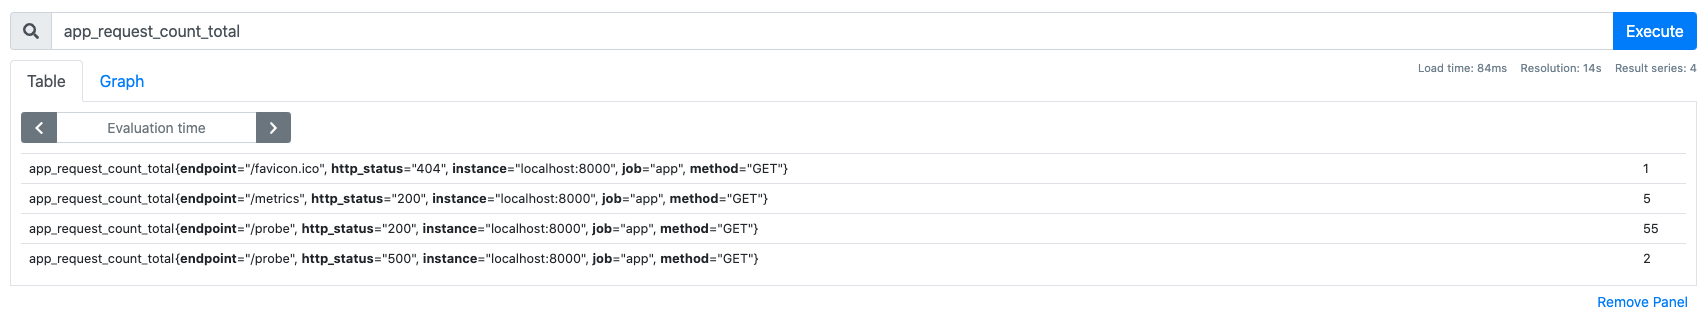 app_request_count_total
Execute
Table
Graph
Load time: 84ms Resolution: 14s Result series: 4
Evaluation time
app_request_count_total{endpoint="/favicon.ico", http_status="404", instance="localhost:8000", job="app", method="GET"} 1
app_request_count_total{endpoint="/metrics", http_status="200", instance="localhost:8000", job="app", method="GET"} 5
app_request_count_total{endpoint="/probe", http_status="200", instance="localhost:8000", job="app", method="GET"} 55
app_request_count_total{endpoint="/probe", http_status="500", instance="localhost:8000", job="app", method="GET"} 2
Remove Panel